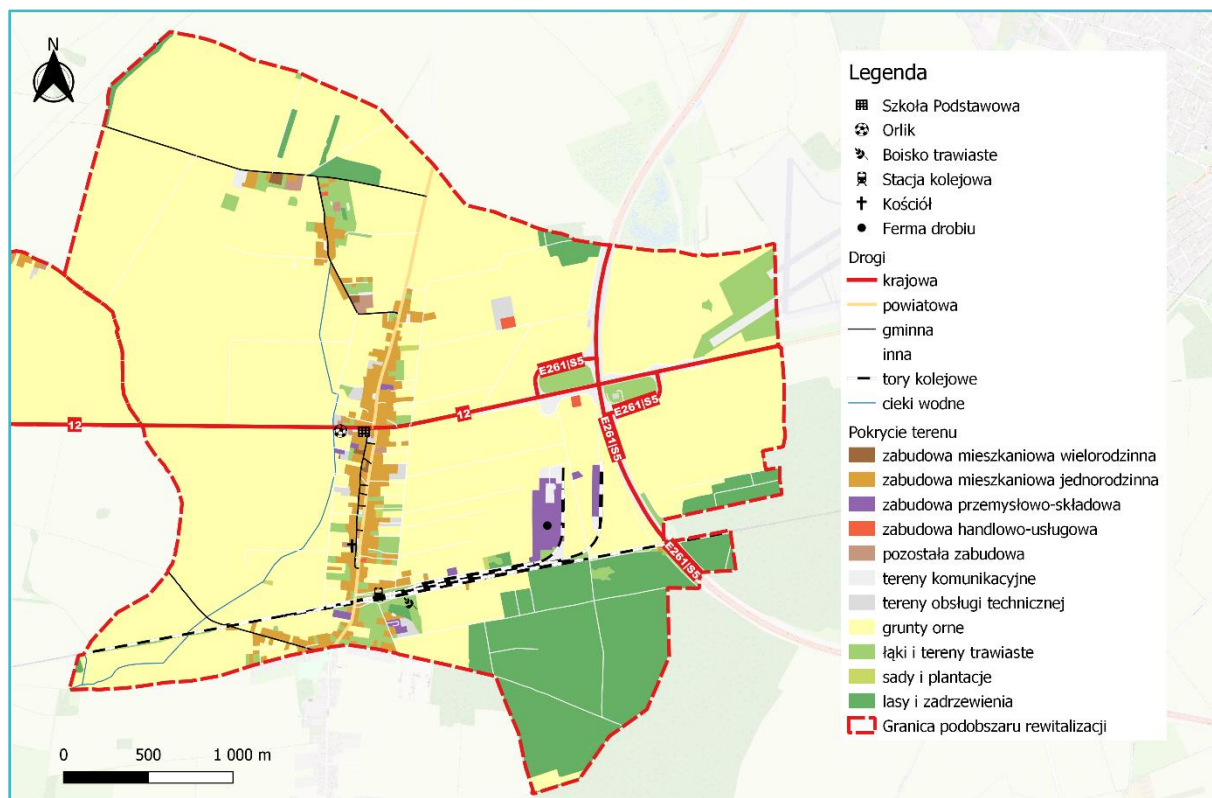 N
Legenda
Szkoła Podstawowa
Orlik
Boisko trawiaste
Stacja kolejowa
Kościół
Ferma drobiu
Drogi
krajowa
powiatowa
gminna
inna
tory kolejowe
cieki wodne
Pokrycie terenu
zabudowa mieszkaniowa wielorodzinna
zabudowa mieszkaniowa jednorodzinna
zabudowa przemysłowo-składowa
zabudowa handlowo-usługowa
pozostała zabudowa
tereny komunikacyjne
tereny obsługi technicznej
grunty orne
łąki i tereny trawiaste
sady i plantacje
lasy i zadrzewienia
Granica podobszaru rewitalizacji
E261|S5
E261|S5
12
12
E261|S5
E261|S5
0 500 1 000 m